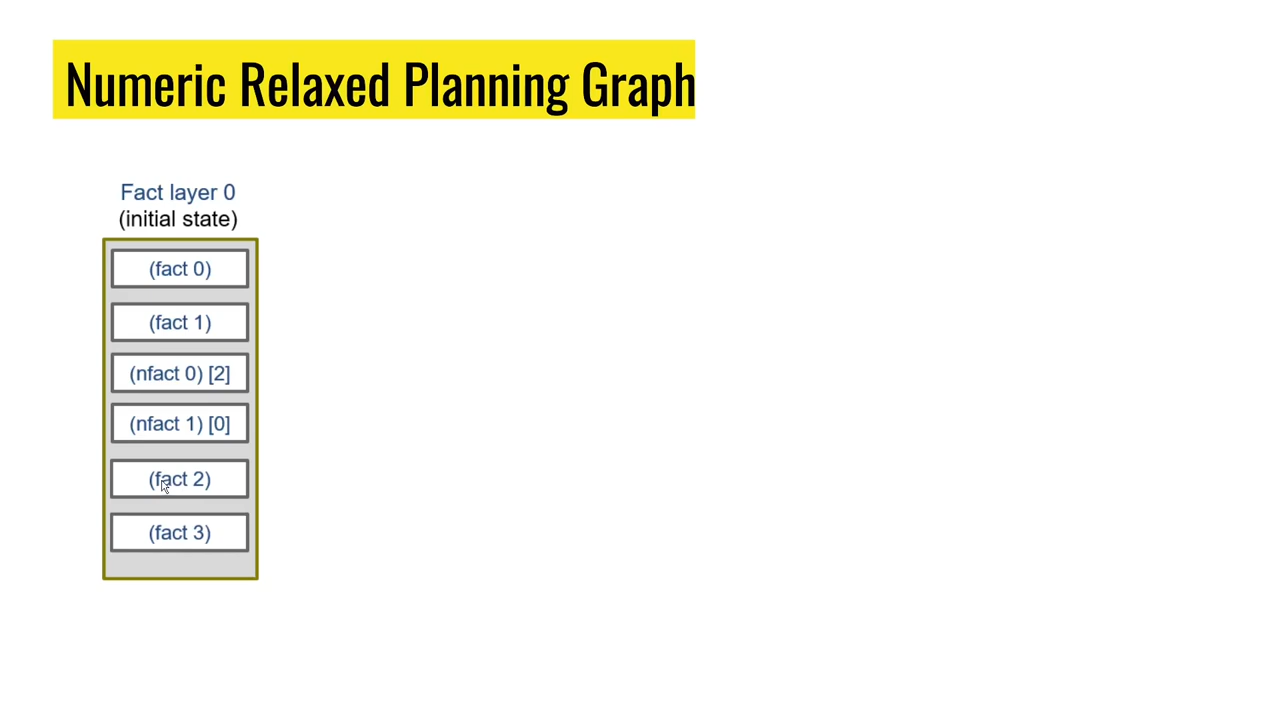 Numeric Relaxed Planning Graph
Fact layer 0
(initial state)
(fact 0)
(fact 1)
(nfact 0) [2]
(nfact 1) [0]
(fact 2)
(fact 3)